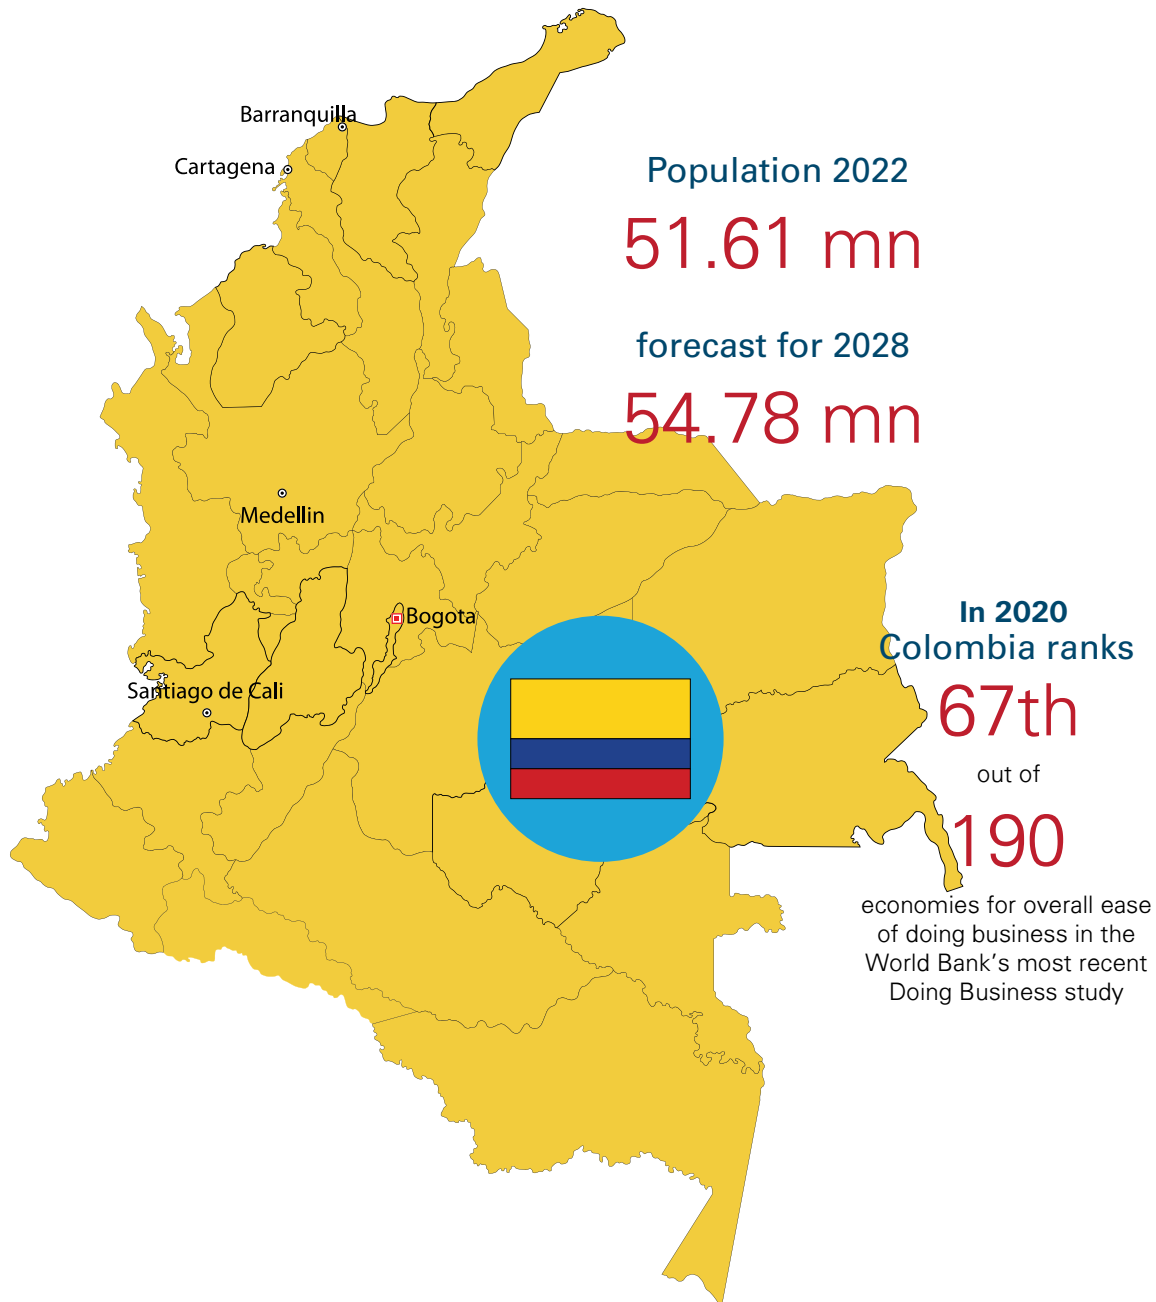 Barranquilla
Cartagena
Population 2022
51.61 mn
forecast for 2028
54.78 mn
Medellin
Bogota
In 2020
Colombia ranks
67th
out of
190
economies for overall ease
of doing business in the
World Bank's most recent
Doing Business study
Santiago de Cali